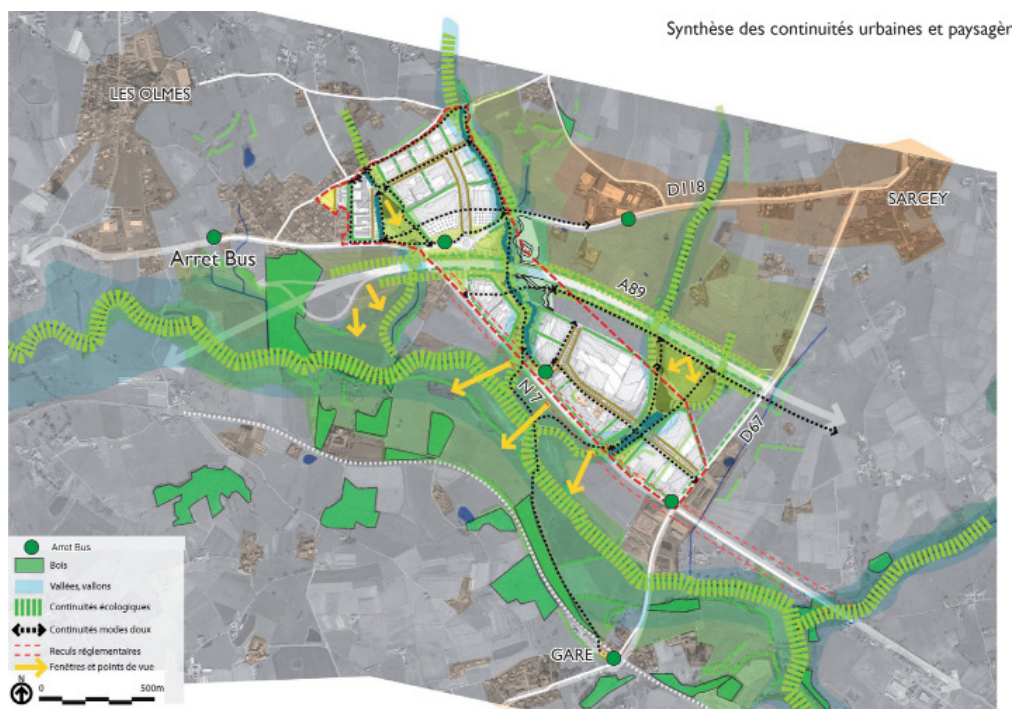 Synthèse des continuités urbaines et paysagèr
LES OLMES
D118
SARCEY
Arret Bus
A89
N 7
D67
GARE
Arret Bus
Bois
Vallées, vallons
Continuités écologiques
Continuités modes doux
Reculs réglementaires
Fenêtres et points de vue
N
0 500m